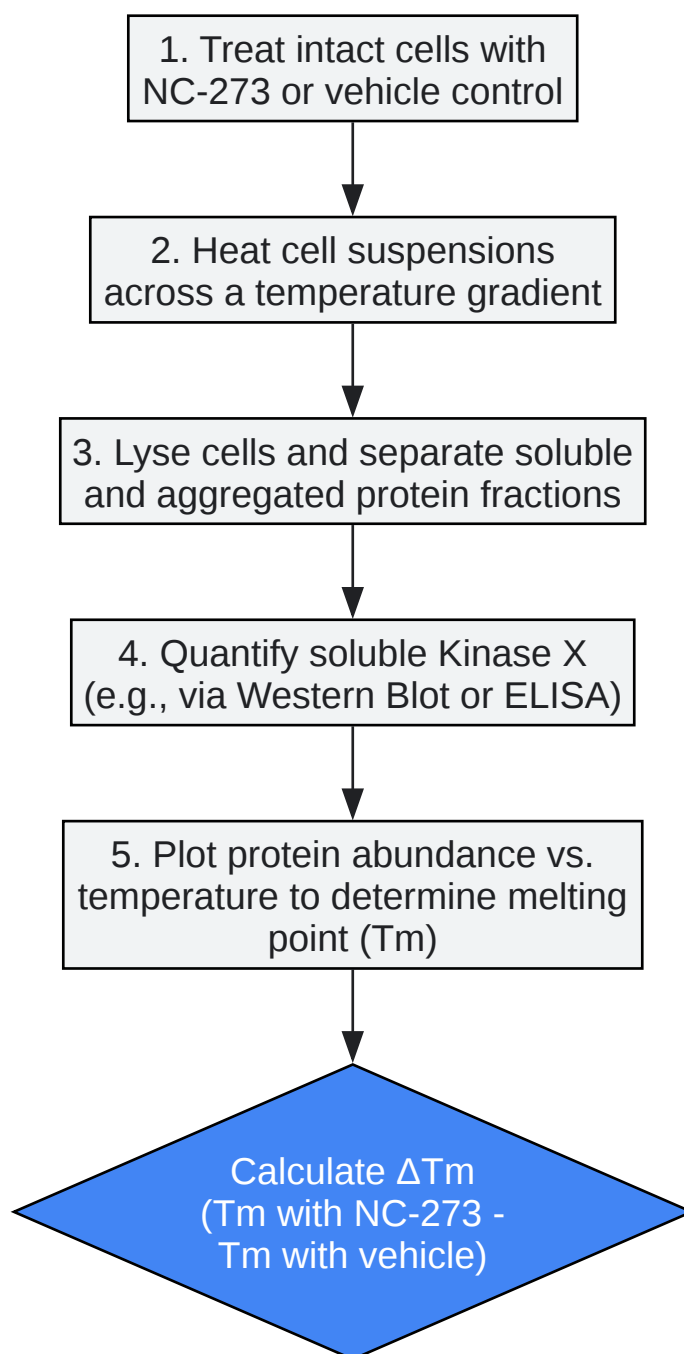 1. Treat intact cells with
NC-273 or vehicle control
2. Heat cell suspensions
across a temperature gradient
3. Lyse cells and separate soluble
and aggregated protein fractions
4. Quantify soluble Kinase X
(e.g., via Western Blot or ELISA)
5. Plot protein abundance vs.
temperature to determine melting
point (Tm)
Calculate ΔTm
(Tm with NC-273 -
Tm with vehicle)